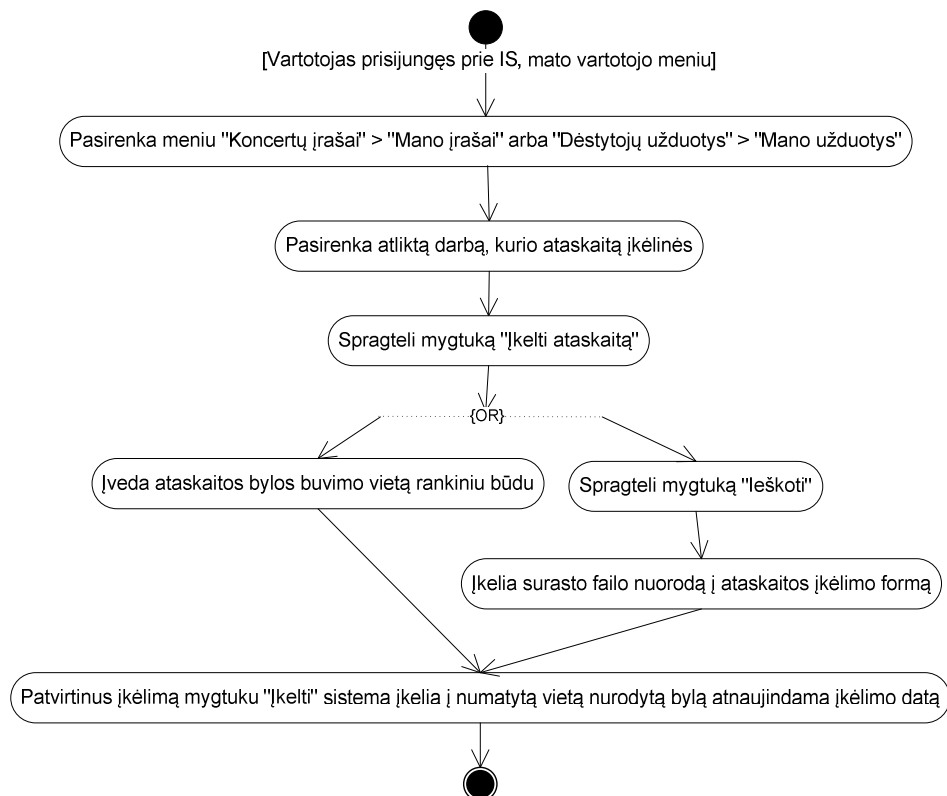 [Vartotojas prisijungęs prie IS, mato vartotojo meniu]
Pasirenka meniu "Koncertų įrašai" > "Mano įrašai" arba "Dėstytojų užduotys" > "Mano užduotys"
Pasirenka atliktą darbą, kurio ataskaitą įkėlinės
Spragteli mygtuką "Įkelti ataskaitą"
{OR}
Įveda ataskaitos bylos buvimo vietą rankiniu būdu
Spragteli mygtuką "Ieškoti"
Įkelia surasto failo nuorodą į ataskaitos įkėlimo formą
Patvirtinus įkėlimą mygtuku "Įkelti" sistema įkelia į numatytą vietą nurodytą bylą atnaujindama įkėlimo datą